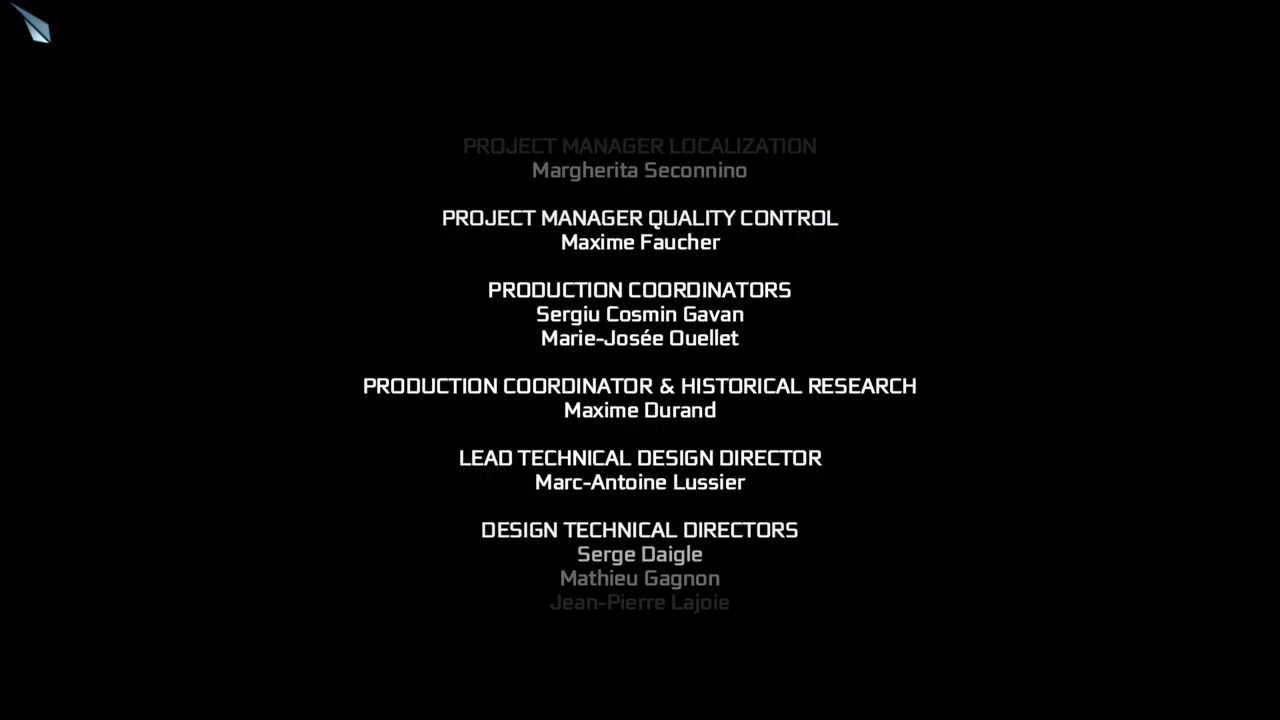 PROJECT MANAGER LOCALIZATION
Margherita Seconnino
PROJECT MANAGER QUALITY CONTROL
Maxime Faucher
PRODUCTION COORDINATORS
Sergiu Cosmin Gavan
Marie-Josée Ouellet
PRODUCTION COORDINATOR & HISTORICAL RESEARCH
Maxime Durand
LEAD TECHNICAL DESIGN DIRECTOR
Marc-Antoine Lussier
DESIGN TECHNICAL DIRECTORS
Serge Daigle
Mathieu Gagnon
Jean-Pierre Lajoie